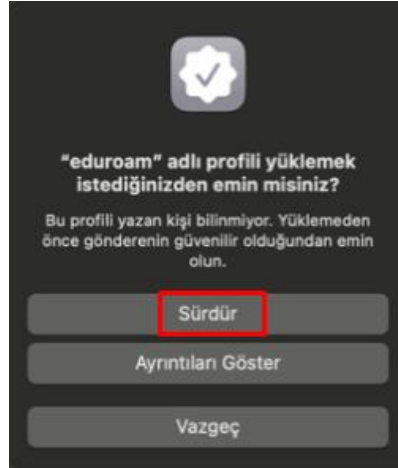 “eduroam” adlı profili yüklemek
istediğinizden emin misiniz?
Bu profili yazan kişi bilinmiyor. Yüklemeden
önce gönderenin güvenilir olduğundan emin
olun.
Sürdür
Ayrıntıları Göster
Vazgeç